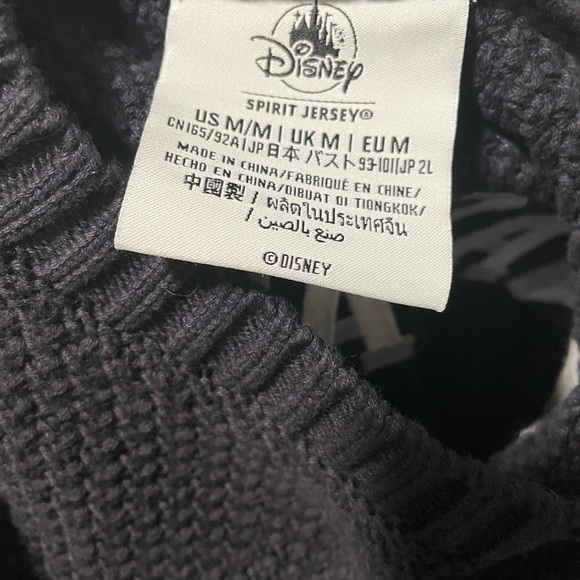 Disney
SPIRIT JERSEY®
US M/M | UK M | EU M
CN165/92A|JP日本 バスト93-101|JP 2L
MADE IN CHINA/FABRIQUÉ EN CHINE/
HECHO EN CHINA/DIBUAT DI TIONGKOK/
中國製 / ผลิตในประเทศจีน/
صنع بالصين/
©DISNEY